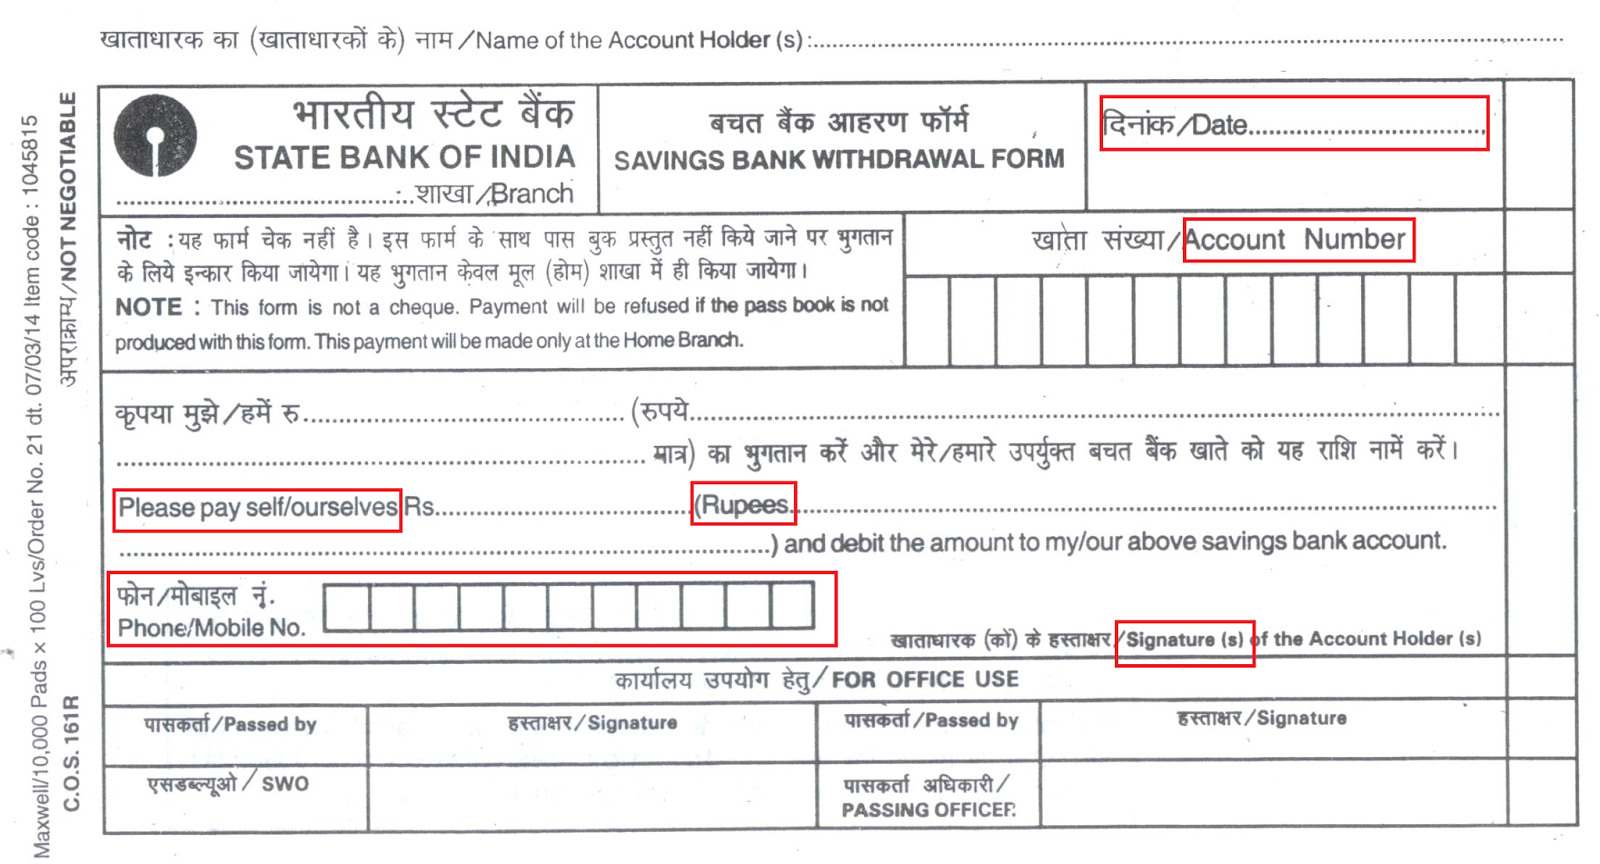 खाताधारक का (खाताधारकों के) नाम/Name of the Account Holder (s):
भारतीय स्टेट बैंक
STATE BANK OF INDIA
शाखा/Branch
बचत बैंक आहरण फॉर्म
SAVINGS BANK WITHDRAWAL FORM
दिनांक/Date
नोट : यह फार्म चेक नहीं है। इस फार्म के साथ पास बुक प्रस्तुत नहीं किये जाने पर भुगतान
के लिये इन्कार किया जायेगा। यह भुगतान केवल मूल (होम) शाखा में ही किया जायेगा।
NOTE : This form is not a cheque. Payment will be refused if the pass book is not
produced with this form. This payment will be made only at the Home Branch.
खाता संख्या/Account Number
कृपया मुझे/हमें रु. (रुपये
मात्र) का भुगतान करें और मेरे/हमारे उपर्युक्त बचत बैंक खाते को यह राशि नामें करें।
Please pay self/ourselves Rs. (Rupees
) and debit the amount to my/our above savings bank account.
फोन/मोबाइल नं.
Phone/Mobile No.
खाताधारक (कों) के हस्ताक्षर/Signature (s) of the Account Holder (s)
कार्यालय उपयोग हेतु/FOR OFFICE USE
पासकर्ता/Passed by
हस्ताक्षर/Signature
पासकर्ता/Passed by
हस्ताक्षर/Signature
एसडब्ल्यूओ/SWO
पासकर्ता अधिकारी/
PASSING OFFICER
Maxwell/10,000 Pads × 100 Lvs/Order No. 21 dt. 07/03/14 Item code : 1045815
C.O.S. 161R
अपराक्राम्य/NOT NEGOTIABLE